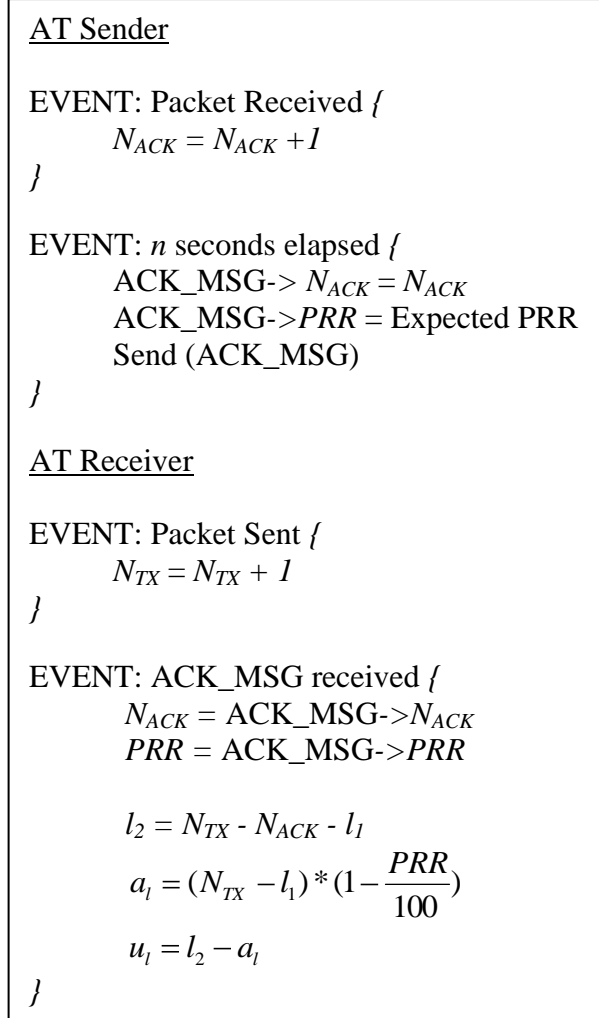 AT Sender
EVENT: Packet Received {
N_ACK = N_ACK +1
}
EVENT: n seconds elapsed {
ACK_MSG-> N_ACK = N_ACK
ACK_MSG->PRR = Expected PRR
Send (ACK_MSG)
}
AT Receiver
EVENT: Packet Sent {
N_TX = N_TX + 1
}
EVENT: ACK_MSG received {
N_ACK = ACK_MSG->N_ACK
PRR = ACK_MSG->PRR
l_2 = N_TX - N_ACK - l_1
a_l = (N_TX − l_1) * (1 − PRR/100)
u_l = l_2 − a_l
}